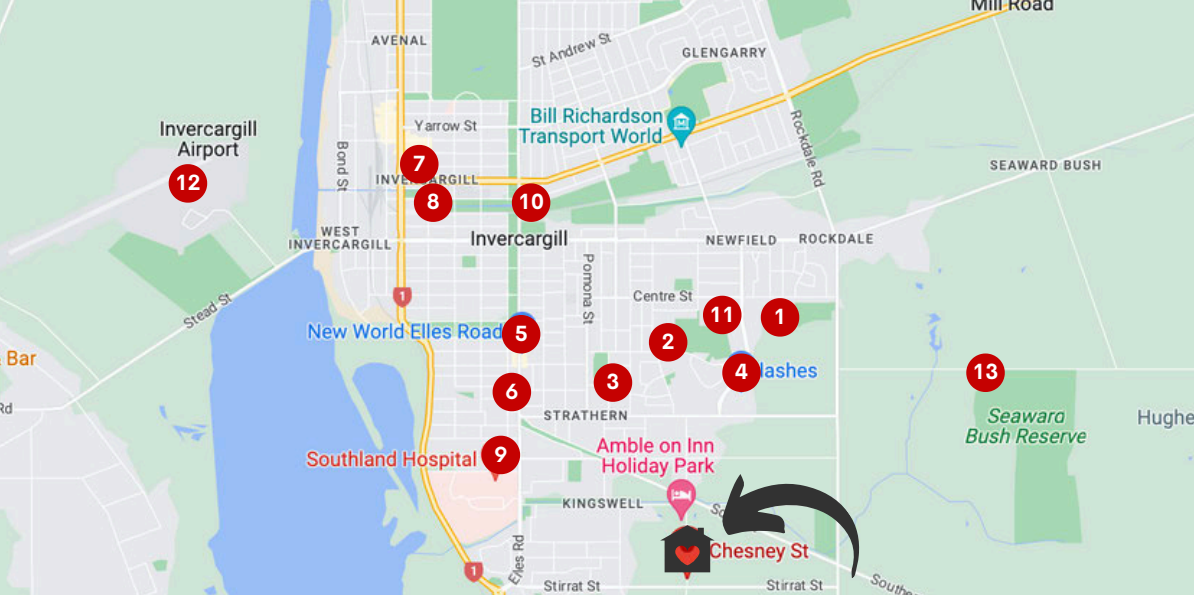 Mill Road
AVENAL
St Andrew St
GLENGARRY
Bill Richardson
Transport World
Yarrow St
Invercargill
Airport
12
Bond St
7
INVERCARGILL
8
10
Rockdale Rd
SEAWARD BUSH
WEST
INVERCARGILL
Invercargill
NEWFIELD
ROCKDALE
Pomona St
Centre St
1
Stead St
New World Elles Road
5
11
1
2
Bar
3
4
lashes
13
6
Rd
STRATHERN
Seaward
Bush Reserve
Hughe
Southland Hospital
9
Amble on Inn
Holiday Park
KINGSWELL
So
Chesney St
Elles Rd
1
Stirrat St
Stirrat St
Southe